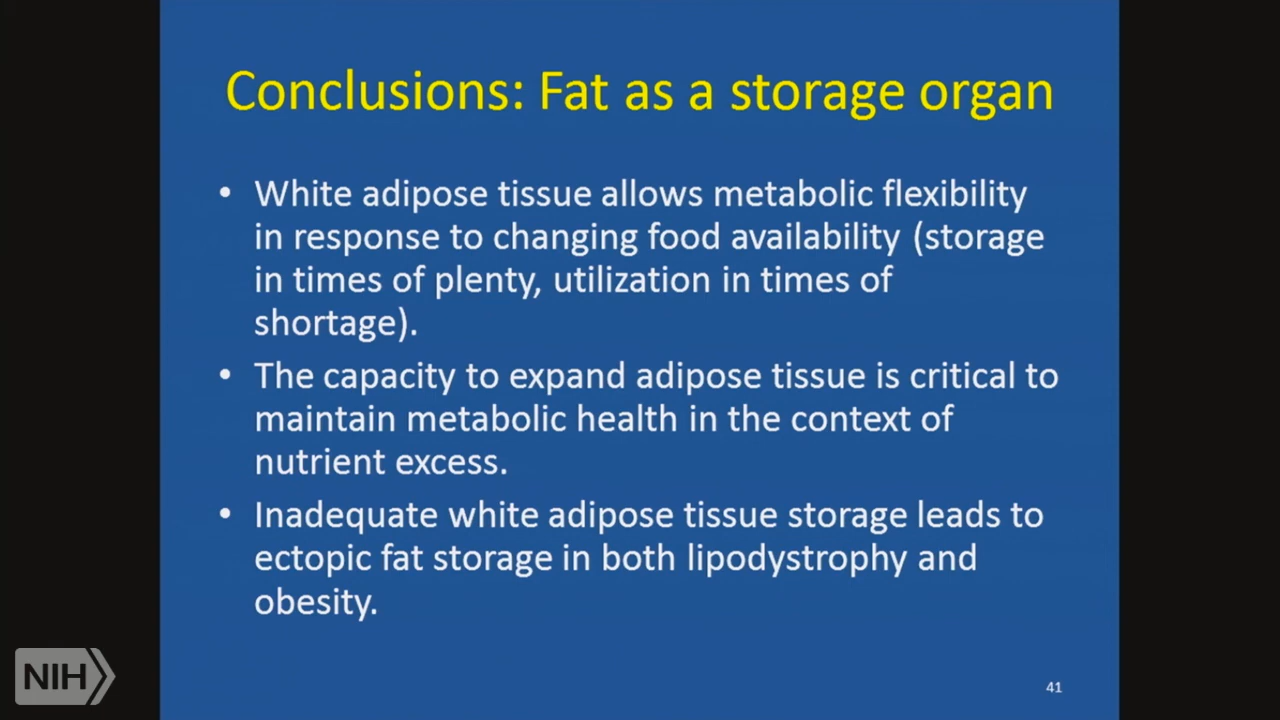 Conclusions: Fat as a storage organ
• White adipose tissue allows metabolic flexibility
in response to changing food availability (storage
in times of plenty, utilization in times of
shortage).
• The capacity to expand adipose tissue is critical to
maintain metabolic health in the context of
nutrient excess.
• Inadequate white adipose tissue storage leads to
ectopic fat storage in both lipodystrophy and
obesity.
NIH
41